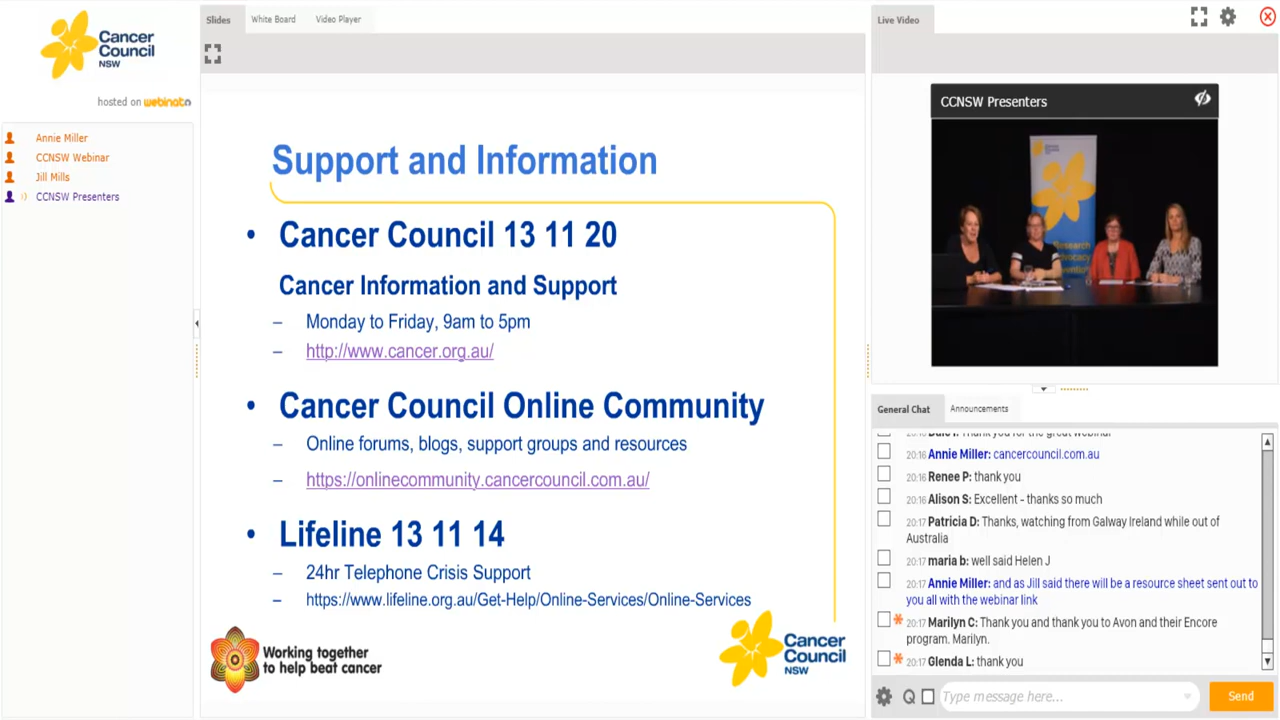 Cancer
Council
NSW
hosted on webinato
Annie Miller
CCNSW Webinar
Jill Mills
CCNSW Presenters
Slides
White Board
Video Player
Support and Information
• Cancer Council 13 11 20
Cancer Information and Support
– Monday to Friday, 9am to 5pm
– http://www.cancer.org.au/
• Cancer Council Online Community
– Online forums, blogs, support groups and resources
– https://onlinecommunity.cancercouncil.com.au/
• Lifeline 13 11 14
– 24hr Telephone Crisis Support
– https://www.lifeline.org.au/Get-Help/Online-Services/Online-Services
Working together
to help beat cancer
Cancer
Council
NSW
Live Video
CCNSW Presenters
Research
Advocacy
General Chat
Announcements
Thank you for the great webinar
20:16 Annie Miller: cancercouncil.com.au
20:16 Renee P: thank you
20:16 Alison S: Excellent - thanks so much
20:17 Patricia D: Thanks, watching from Galway Ireland while out of
Australia
20:17 maria b: well said Helen J
20:17 Annie Miller: and as Jill said there will be a resource sheet sent out to
you all with the webinar link
20:17 Marilyn C: Thank you and thank you to Avon and their Encore
program. Marilyn.
20:17 Glenda L: thank you
Type message here...
Send